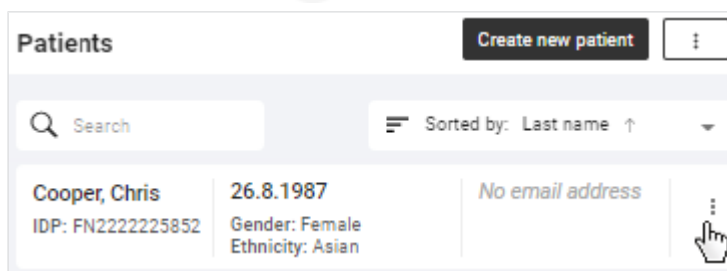 Patients
Create new patient
Search
Sorted by: Last name ↑
Cooper, Chris
IDP: FN2222225852
26.8.1987
Gender: Female
Ethnicity: Asian
No email address